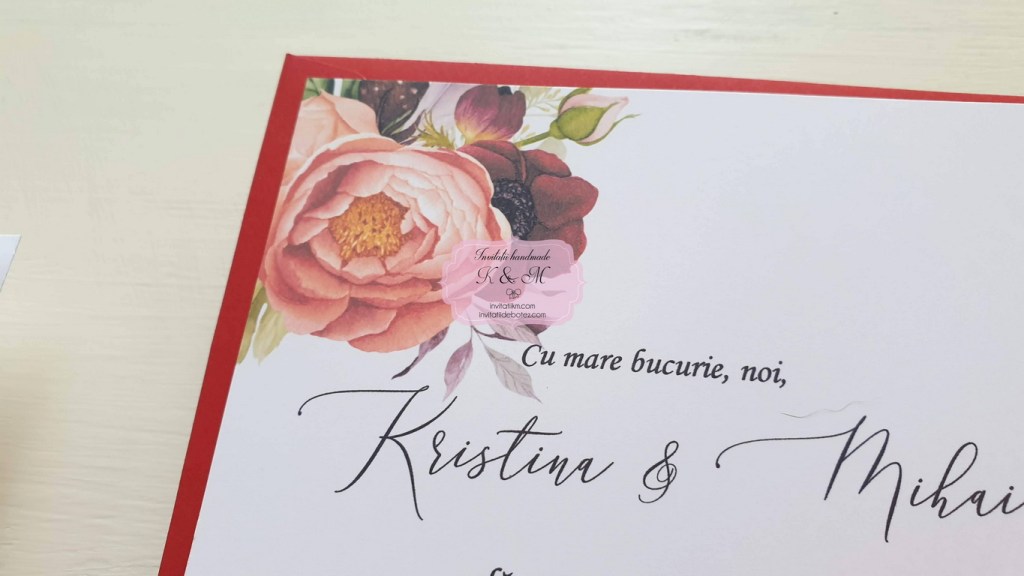 Invitatii handmade
K & M
invitatiikm.com
invitatiidebotez.com
Cu mare bucurie, noi,
Kristina & Mihai